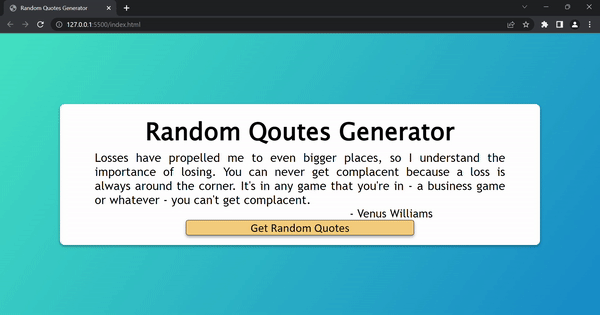 Random Quotes Generator
127.0.0.1:5500/index.html
Random Qoutes Generator
Losses have propelled me to even bigger places, so I understand the
importance of losing. You can never get complacent because a loss is
always around the corner. It's in any game that you're in - a business game
or whatever - you can't get complacent.
- Venus Williams
Get Random Quotes